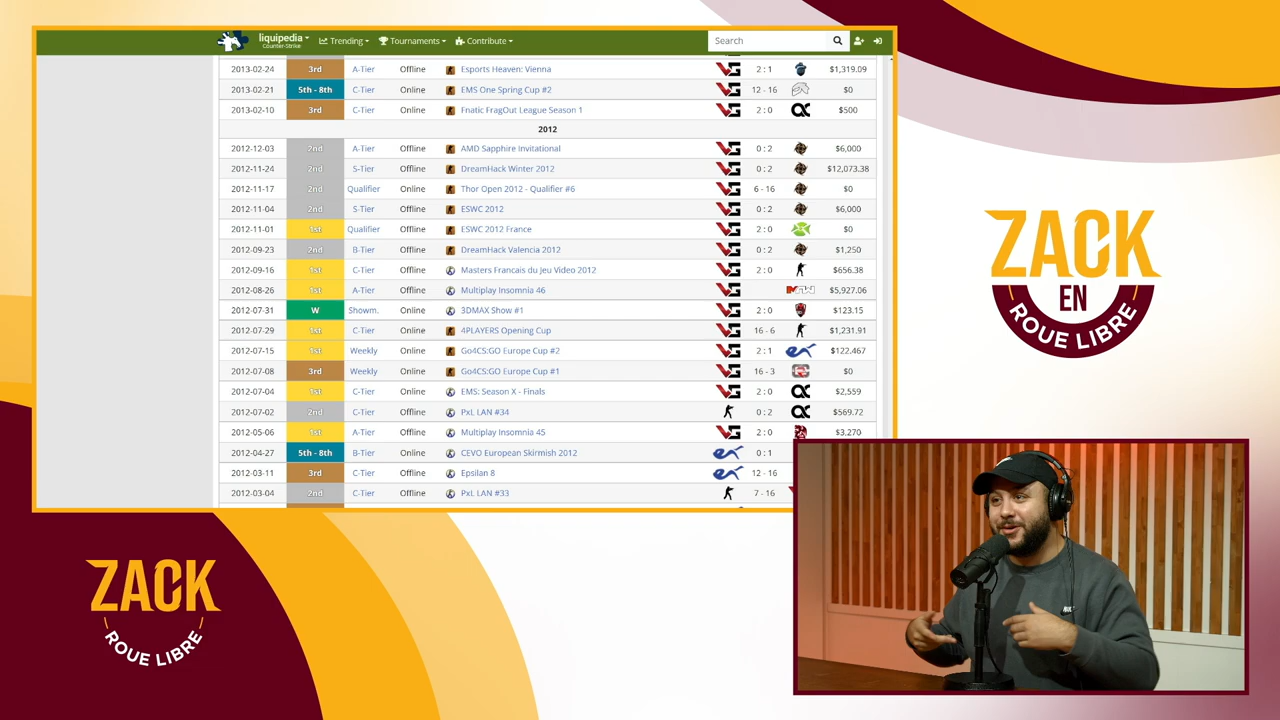 liquipedia
Counter-Strike
Trending
Tournaments
Contribute
Search
2013-02-24 3rd A-Tier Offline Esports Heaven: Vienna 2 : 1 $1,319.09
2013-02-21 5th - 8th C-Tier Online EMS One Spring Cup #2 12 - 16 $0
2013-02-10 3rd C-Tier Online Fnatic FragOut League Season 1 2 : 0 $500
2012
2012-12-03 2nd A-Tier Offline AMD Sapphire Invitational 0 : 2 $6,000
2012-11-24 2nd S-Tier Offline DreamHack Winter 2012 0 : 2 $12,073.38
2012-11-17 2nd Qualifier Online Thor Open 2012 - Qualifier #6 6 - 16 $0
2012-11-04 2nd S-Tier Offline ESWC 2012 0 : 2 $6,000
2012-11-01 1st Qualifier Offline ESWC 2012 France 2 : 0 $0
2012-09-23 2nd B-Tier Offline DreamHack Valencia 2012 0 : 2 $1,250
2012-09-16 1st C-Tier Offline Masters Francais du Jeu Video 2012 2 : 0 $656.38
2012-08-26 1st A-Tier Offline Multiplay Insomnia 46 $5,927.06
2012-07-31 W Showm. Online 3DMAX Show #1 2 : 0 $123.15
2012-07-29 1st C-Tier Offline 4PLAYERS Opening Cup 16 - 6 $1,231.91
2012-07-15 1st Weekly Online Go4CS:GO Europe Cup #2 2 : 1 $122.467
2012-07-08 3rd Weekly Online Go4CS:GO Europe Cup #1 16 - 3 $0
2012-07-04 1st C-Tier Online EMS: Season X - Finals 2 : 0 $2,559
2012-07-02 2nd C-Tier Offline PxL LAN #34 0 : 2 $569.72
2012-05-06 1st A-Tier Offline Multiplay Insomnia 45 2 : 0 $3,270
2012-04-27 5th - 8th B-Tier Online CEVO European Skirmish 2012 0 : 1
2012-03-11 3rd C-Tier Offline Epsilan 8 12 - 16
2012-03-04 2nd C-Tier Offline PxL LAN #33 7 - 16
ZACK
EN
ROUE LIBRE
ZACK
ROUE LIBRE